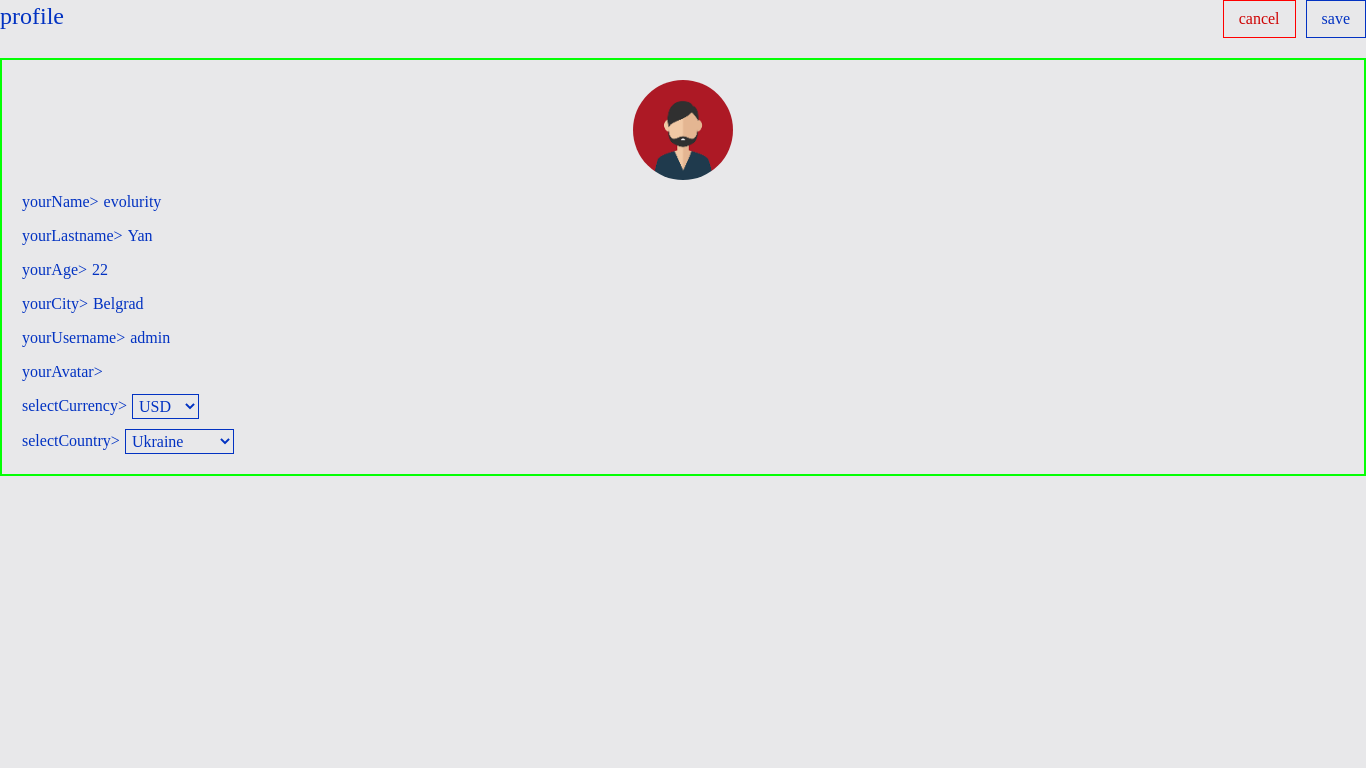 profile
cancel
save
yourName> evolurity
yourLastname> Yan
yourAge> 22
yourCity> Belgrad
yourUsername> admin
yourAvatar>
selectCurrency> USD
selectCountry> Ukraine